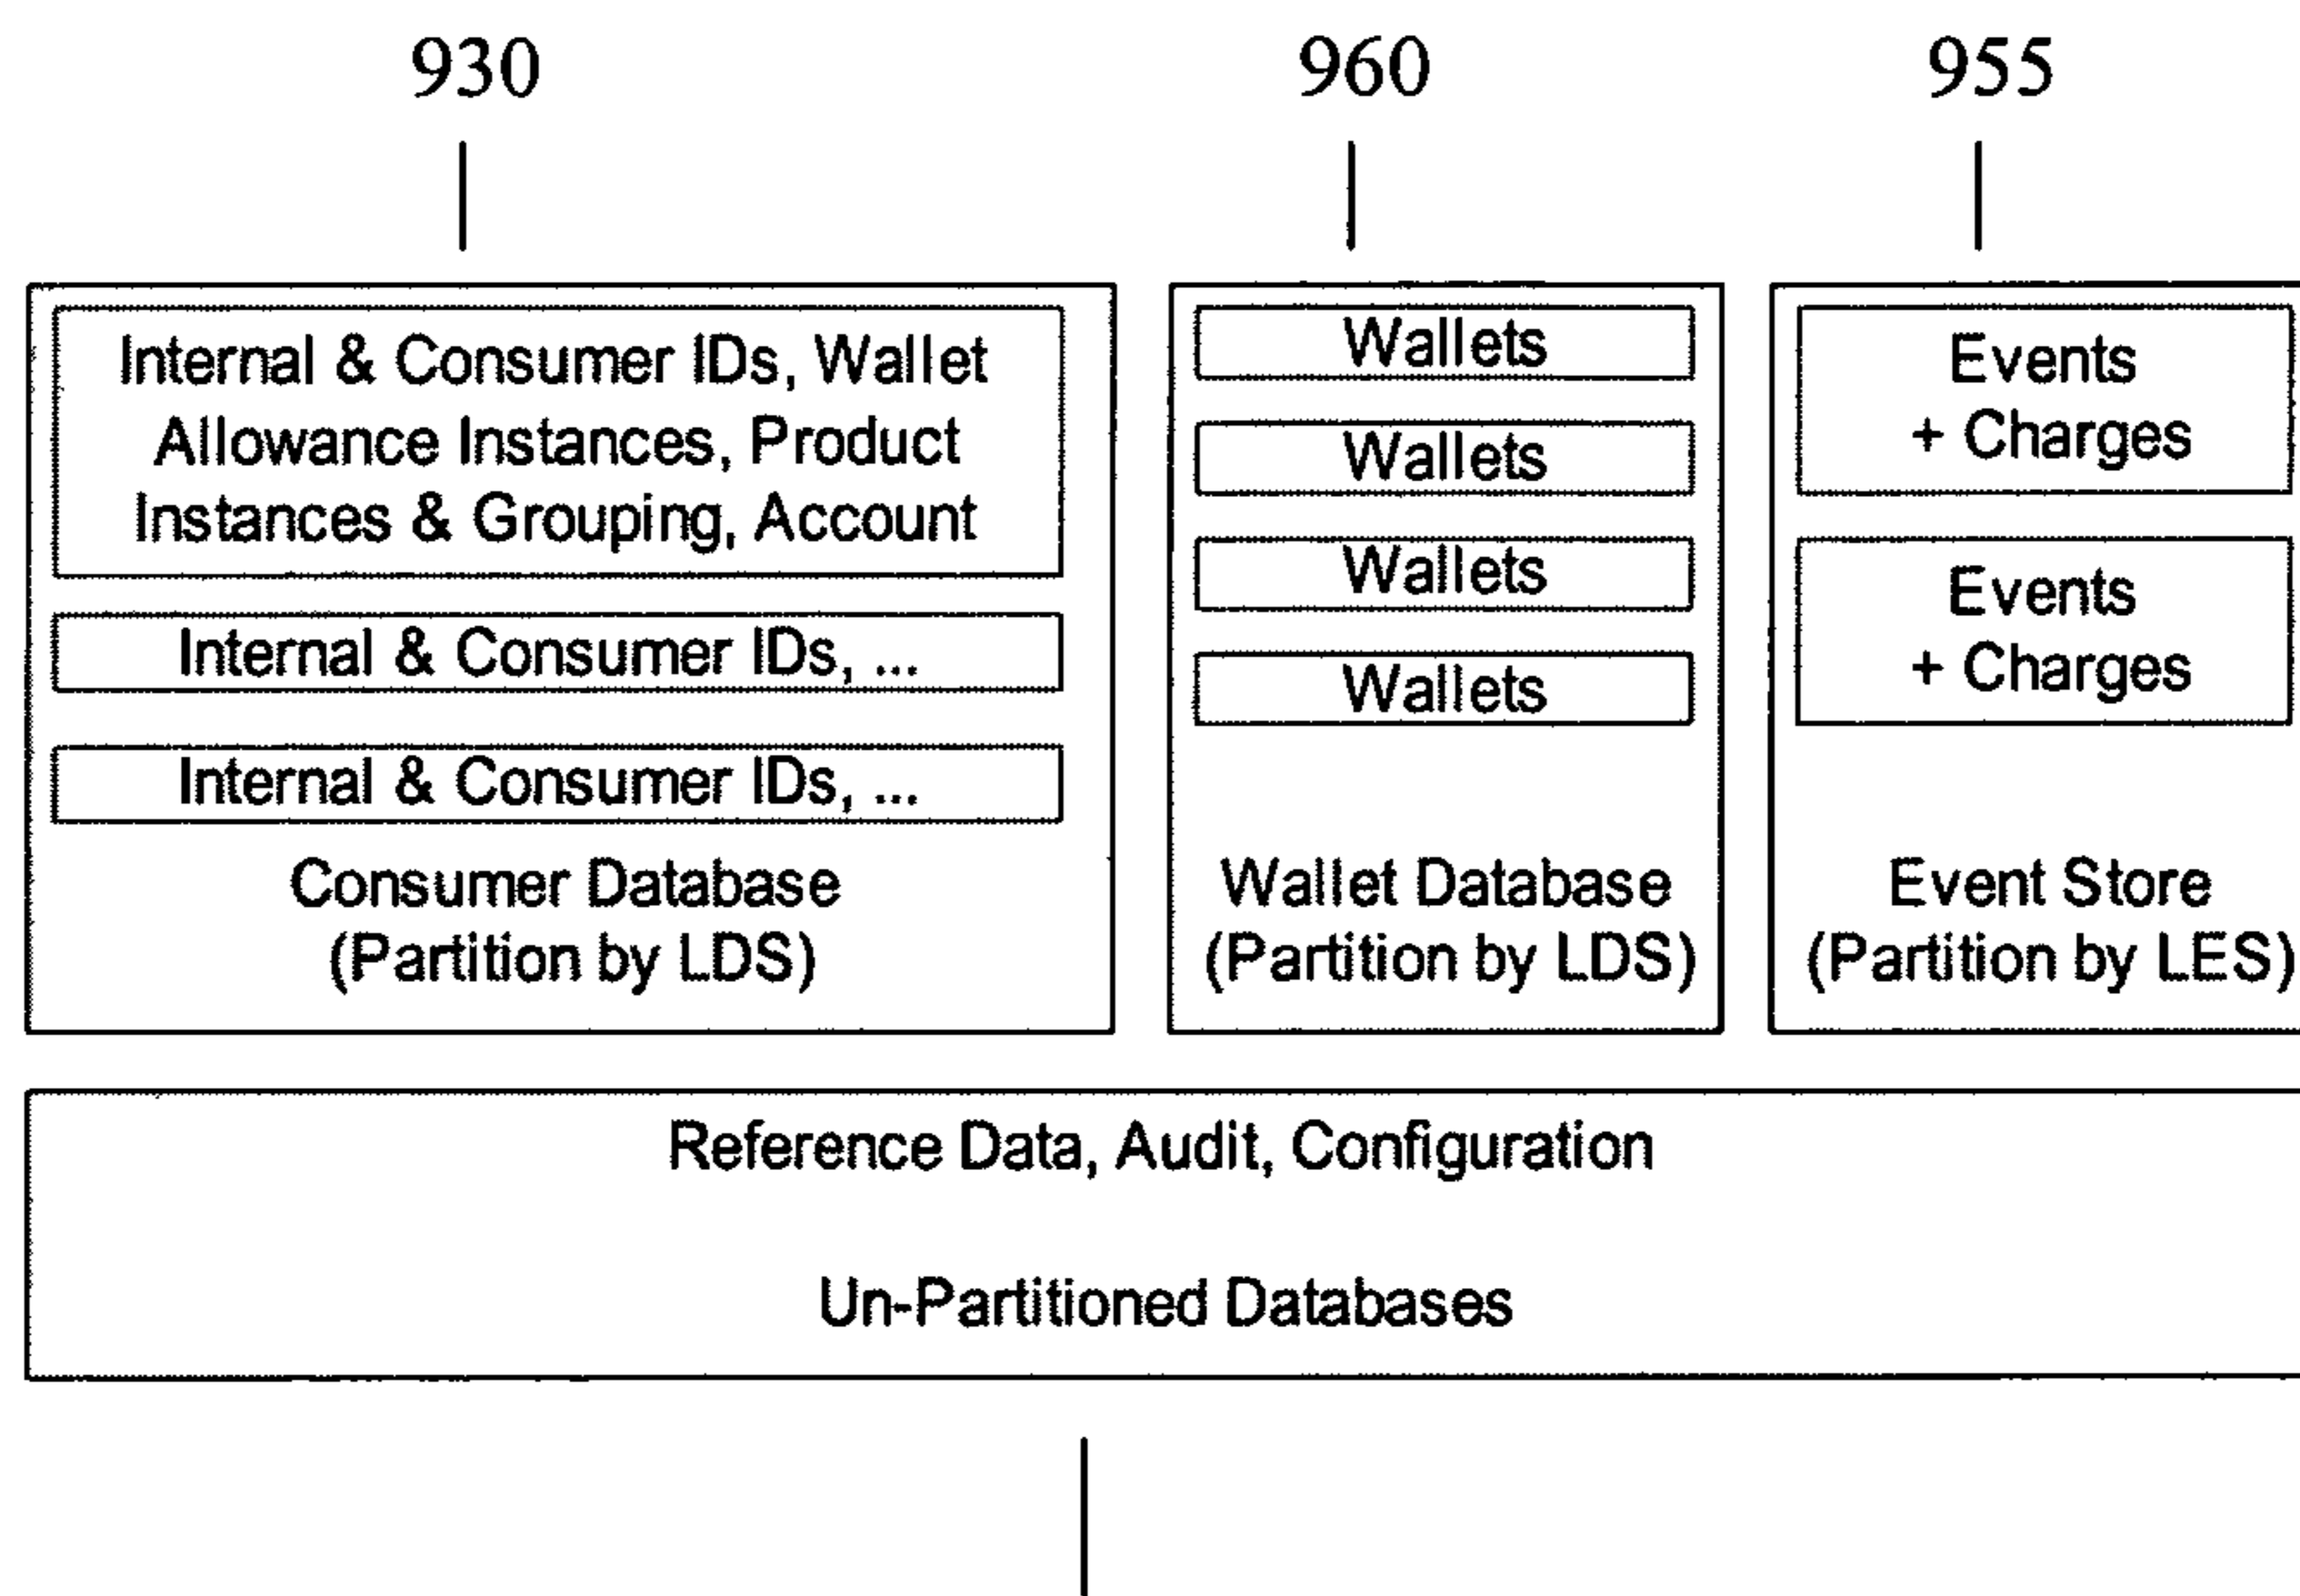 930
960
955
Internal & Consumer IDs, Wallet
Allowance Instances, Product
Instances & Grouping, Account
Internal & Consumer IDs, ...
Internal & Consumer IDs, ...
Consumer Database
(Partition by LDS)
Wallets
Wallets
Wallets
Wallets
Wallet Database
(Partition by LDS)
Events
+ Charges
Events
+ Charges
Event Store
(Partition by LES)
Reference Data, Audit, Configuration
Un-Partitioned Databases